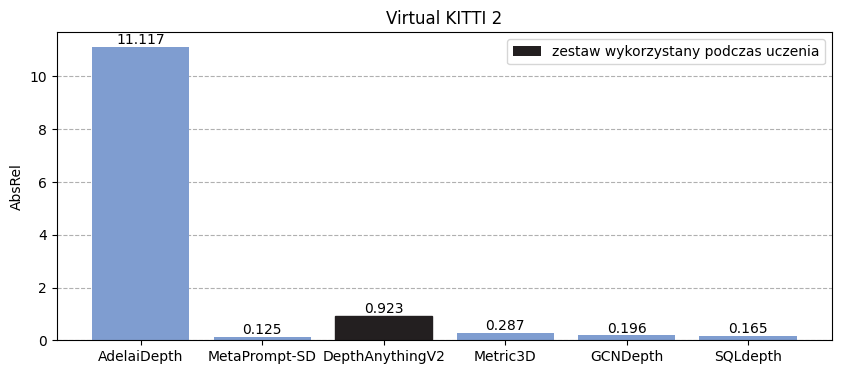 Virtual KITTI 2
11.117
zestaw wykorzystany podczas uczenia
10
8
AbsRel
6
4
2
0.923
0.287
0.196
0.165
0.125
0
AdelaiDepth
MetaPrompt-SD
DepthAnythingV2
Metric3D
GCNDepth
SQLdepth